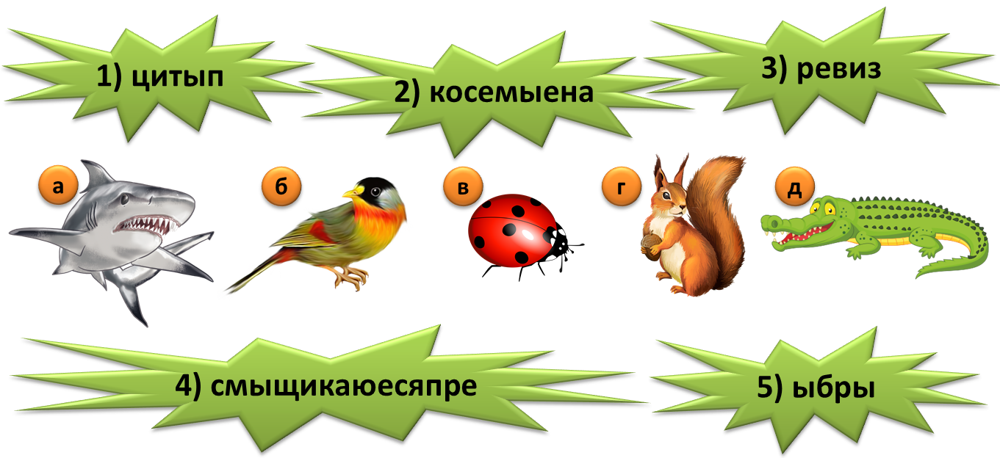 1) цитып
2) косемыена
3) ревиз
а
б
в
г
д
4) смыщикаюесяпре
5) ыбры